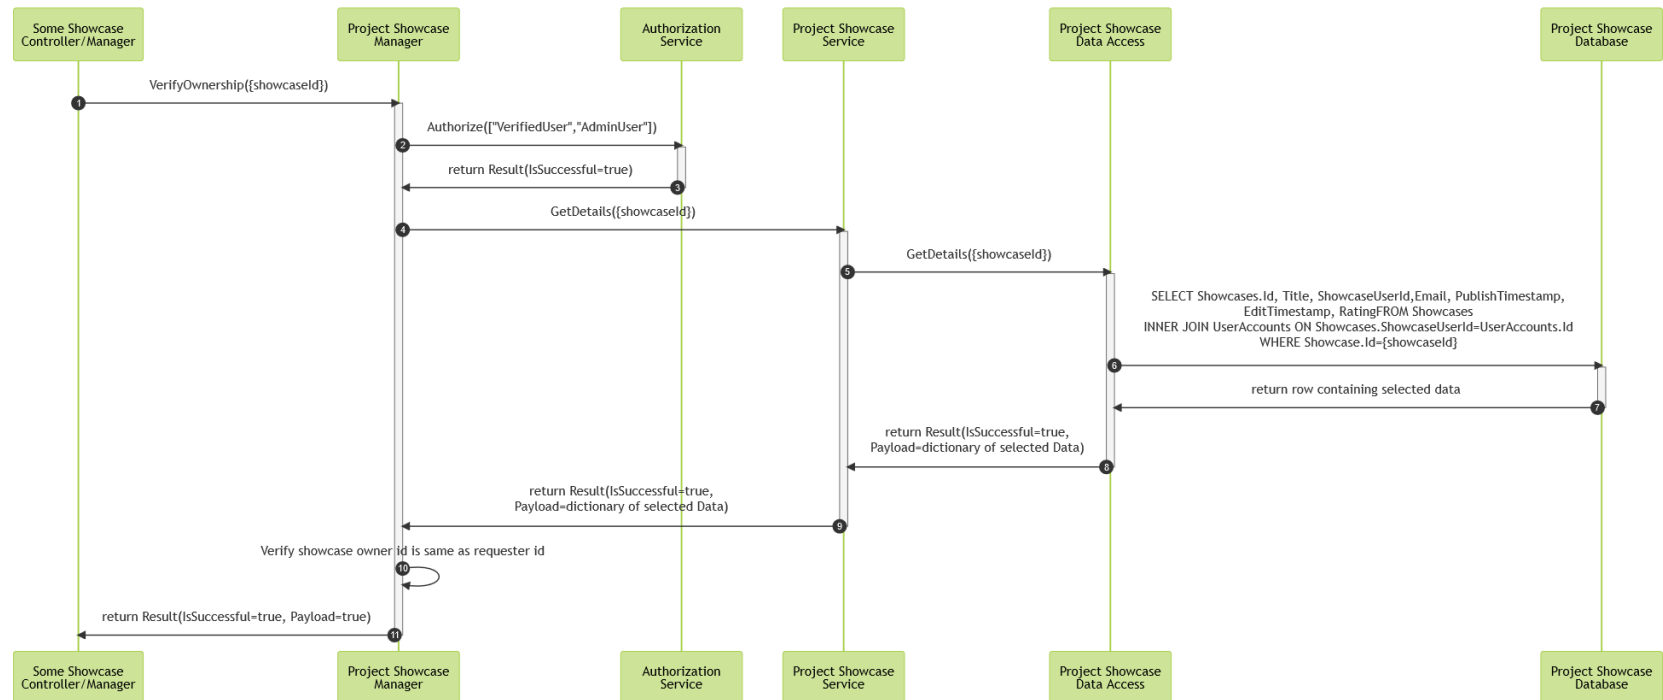 Some Showcase
Controller/Manager
Project Showcase
Manager
Authorization
Service
Project Showcase
Service
Project Showcase
Data Access
Project Showcase
Database
VerifyOwnership({showcaseId})
1
Authorize(["VerifiedUser","AdminUser"])
2
return Result(IsSuccessful=true)
3
GetDetails({showcaseId})
4
GetDetails({showcaseId})
5
SELECT Showcases.Id, Title, ShowcaseUserId,Email, PublishTimestamp,
EditTimestamp, RatingFROM Showcases
INNER JOIN UserAccounts ON Showcases.ShowcaseUserId=UserAccounts.Id
WHERE Showcase.Id={showcaseId}
6
return row containing selected data
7
return Result(IsSuccessful=true,
Payload=dictionary of selected Data)
8
return Result(IsSuccessful=true,
Payload=dictionary of selected Data)
9
Verify showcase owner id is same as requester id
10
return Result(IsSuccessful=true, Payload=true)
11
Some Showcase
Controller/Manager
Project Showcase
Manager
Authorization
Service
Project Showcase
Service
Project Showcase
Data Access
Project Showcase
Database